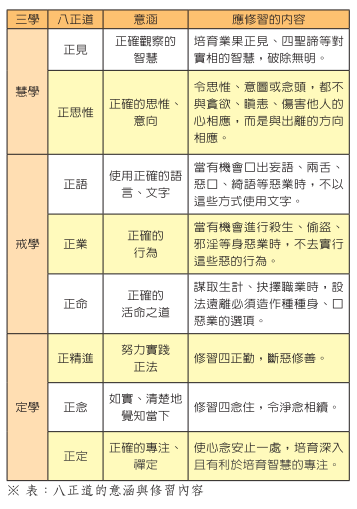 三學 八正道 意涵 應修習的內容
慧學
正見
正確觀察的
智慧
培育業果正見、四聖諦等對
實相的智慧，破除無明。
正思惟
正確的思惟、
意向
令思惟、意圖或念頭，都不
與貪欲、瞋恚、傷害他人的
心相應，而是與出離的方向
相應。
戒學
正語
使用正確的語
言、文字
當有機會口出妄語、兩舌、
惡口、綺語等惡業時，不以
這些方式使用文字。
正業
正確的
行為
當有機會進行殺生、偷盜、
邪淫等身惡業時，不去實行
這些惡的行為。
正命
正確的
活命之道
謀取生計、抉擇職業時，設
法遠離必須造作種種身、口
惡業的選項。
定學
正精進
努力實踐
正法
修習四正勤，斷惡修善。
正念
如實、清楚地
覺知當下
修習四念住，令淨念相續。
正定
正確的專注、
禪定
使心念安止一處，培育深入
且有利於培育智慧的專注。
※ 表：八正道的意涵與修習內容